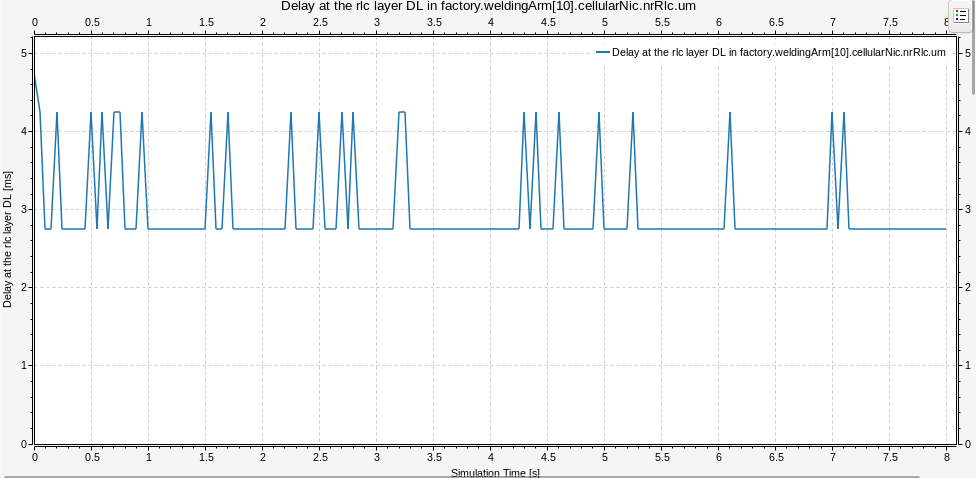 Delay at the rlc layer DL in factory.weldingArm[10].cellularNic.nrRlc.um
0 0.5 1 1.5 2 2.5 3 3.5 4 4.5 5 5.5 6 6.5 7 7.5 8
Delay at the rlc layer DL in factory.weldingArm[10].cellularNic.nrRlc.um
5 5
4 4
3 3
2 2
1 1
0 0
Delay at the rlc layer DL [ms]
0 0.5 1 1.5 2 2.5 3 3.5 4 4.5 5 5.5 6 6.5 7 7.5 8
Simulation Time [s]